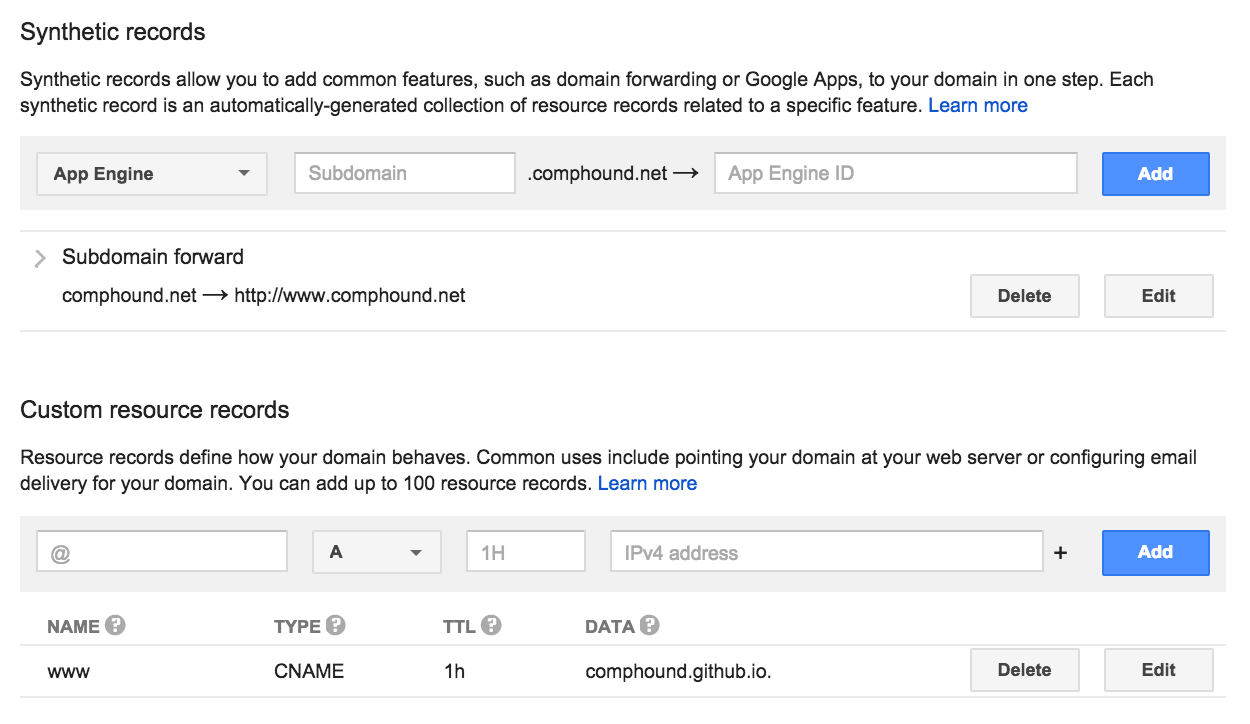 Synthetic records
Synthetic records allow you to add common features, such as domain forwarding or Google Apps, to your domain in one step. Each
synthetic record is an automatically-generated collection of resource records related to a specific feature. Learn more
App Engine Subdomain .comphound.net → App Engine ID Add
Subdomain forward
comphound.net → http://www.comphound.net Delete Edit
Custom resource records
Resource records define how your domain behaves. Common uses include pointing your domain at your web server or configuring email
delivery for your domain. You can add up to 100 resource records. Learn more
@ A 1H IPv4 address + Add
NAME ? TYPE ? TTL ? DATA ?
www CNAME 1h comphound.github.io. Delete Edit